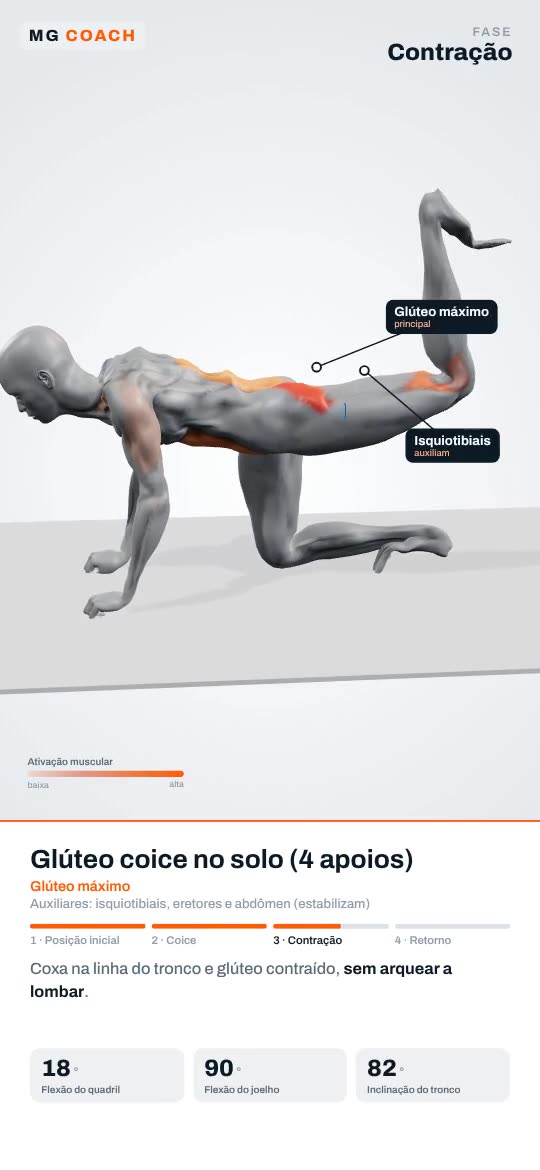 MG COACH
FASE
Contração
Glúteo máximo
principal
Isquiotibiais
auxiliam
Ativação muscular
baixa alta
Glúteo coice no solo (4 apoios)
Glúteo máximo
Auxiliares: isquiotibiais, eretores e abdômen (estabilizam)
1 · Posição inicial 2 · Coice 3 · Contração 4 · Retorno
Coxa na linha do tronco e glúteo contraído, sem arquear a
lombar.
18° 90° 82°
Flexão do quadril Flexão do joelho Inclinação do tronco